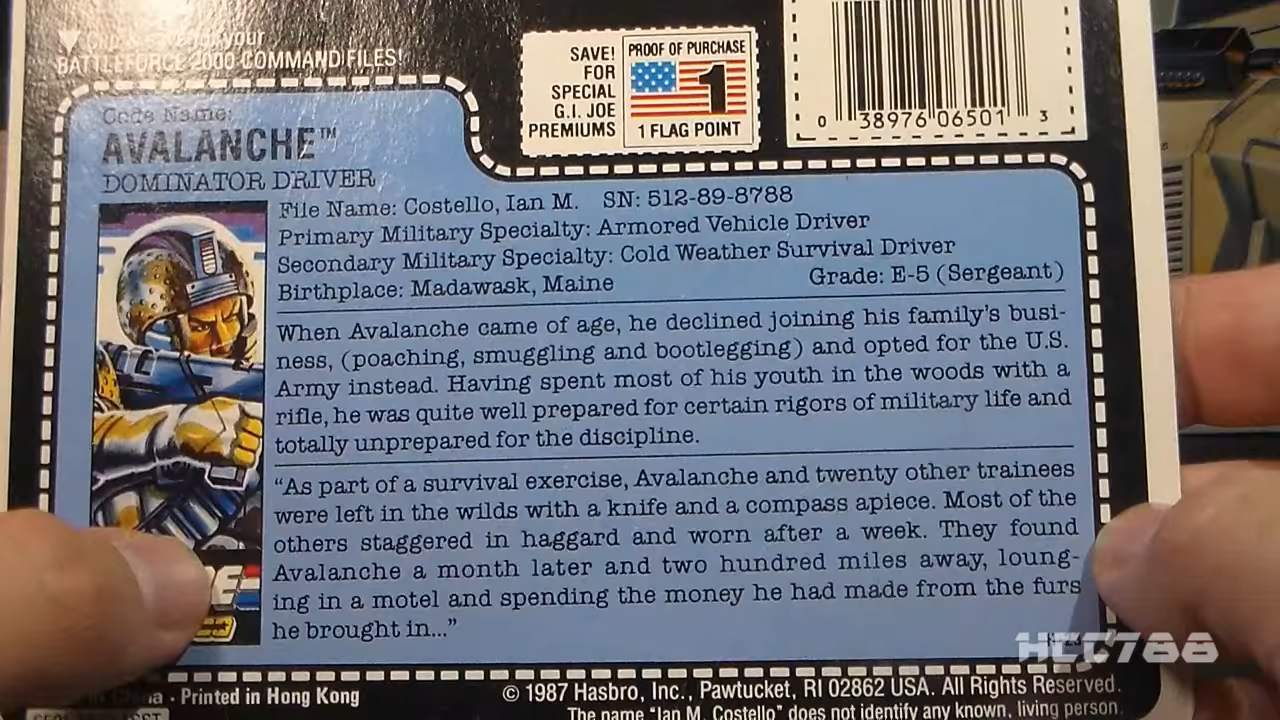 your
BATTLEFORCE 2000 COMMAND FILES!
SAVE!
FOR
SPECIAL
G.I. JOE
PREMIUMS
PROOF OF PURCHASE
1
1 FLAG POINT
0 38976 06501 3
Code Name:
AVALANCHE™
DOMINATOR DRIVER
File Name: Costello, Ian M. SN: 512-89-8788
Primary Military Specialty: Armored Vehicle Driver
Secondary Military Specialty: Cold Weather Survival Driver
Birthplace: Madawask, Maine Grade: E-5 (Sergeant)
When Avalanche came of age, he declined joining his family's busi-
ness, (poaching, smuggling and bootlegging) and opted for the U.S.
Army instead. Having spent most of his youth in the woods with a
rifle, he was quite well prepared for certain rigors of military life and
totally unprepared for the discipline.
“As part of a survival exercise, Avalanche and twenty other trainees
were left in the wilds with a knife and a compass apiece. Most of the
others staggered in haggard and worn after a week. They found
Avalanche a month later and two hundred miles away, loung-
ing in a motel and spending the money he had made from the furs
he brought in...”
HCC788
in China • Printed in Hong Kong
© 1987 Hasbro, Inc., Pawtucket, RI 02862 USA. All Rights Reserved.
The name “Ian M. Costello” does not identify any known, living person.